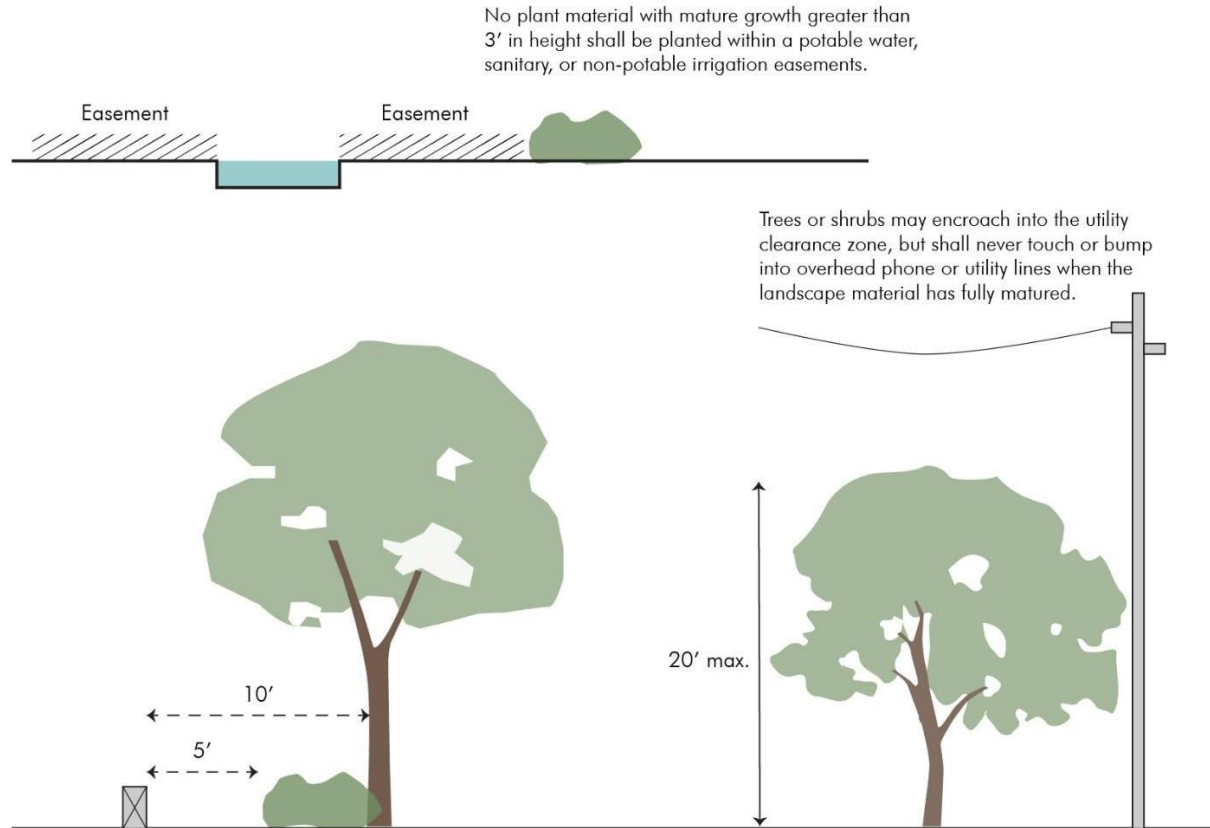 No plant material with mature growth greater than
3′ in height shall be planted within a potable water,
sanitary, or non-potable irrigation easements.
Easement
Easement
Trees or shrubs may encroach into the utility
clearance zone, but shall never touch or bump
into overhead phone or utility lines when the
landscape material has fully matured.
20′ max.
10′
5′